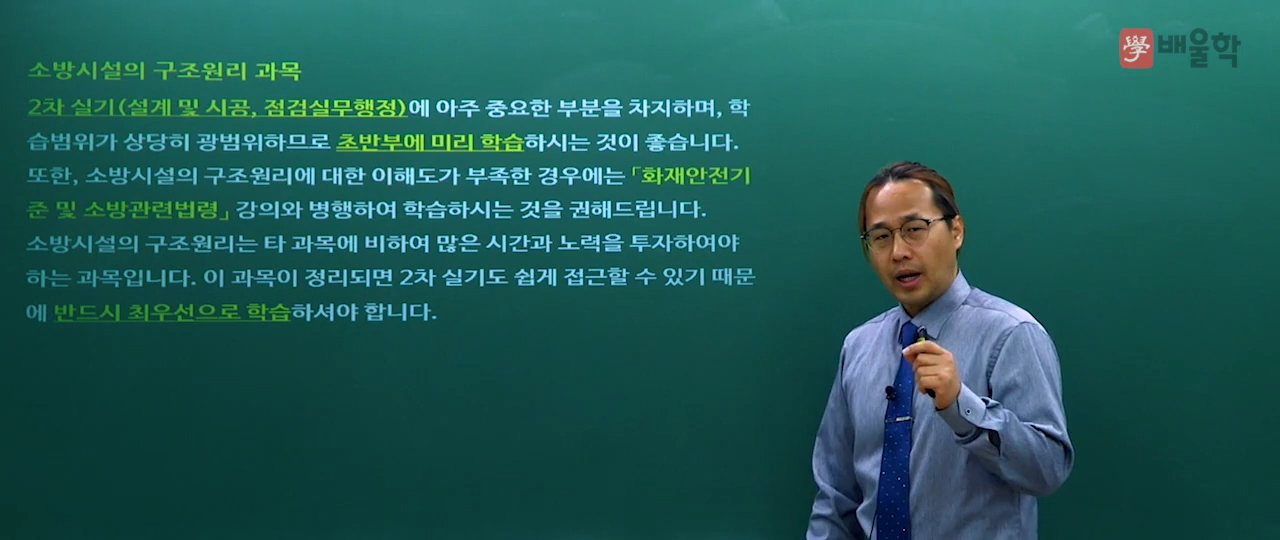 學배울학
소방시설의 구조원리 과목
2차 실기(설계 및 시공, 점검실무행정)에 아주 중요한 부분을 차지하며, 학
습범위가 상당히 광범위하므로 초반부에 미리 학습하시는 것이 좋습니다.
또한, 소방시설의 구조원리에 대한 이해도가 부족한 경우에는 「화재안전기
준 및 소방관련법령」 강의와 병행하여 학습하시는 것을 권해드립니다.
소방시설의 구조원리는 타 과목에 비하여 많은 시간과 노력을 투자하여야
하는 과목입니다. 이 과목이 정리되면 2차 실기도 쉽게 접근할 수 있기 때문
에 반드시 최우선으로 학습하셔야 합니다.